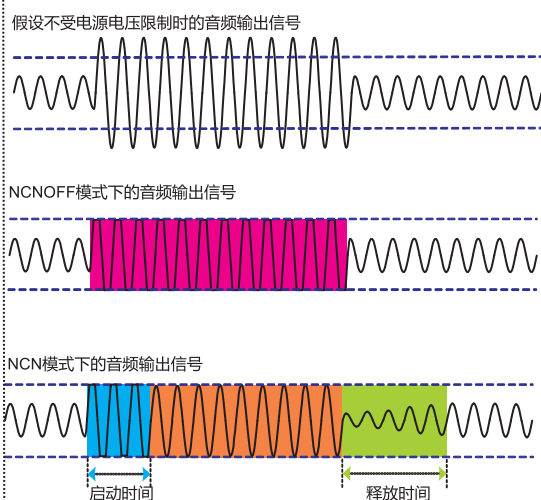 假设不受电源电压限制时的音频输出信号
NCNOFF模式下的音频输出信号
NCN模式下的音频输出信号
启动时间
释放时间